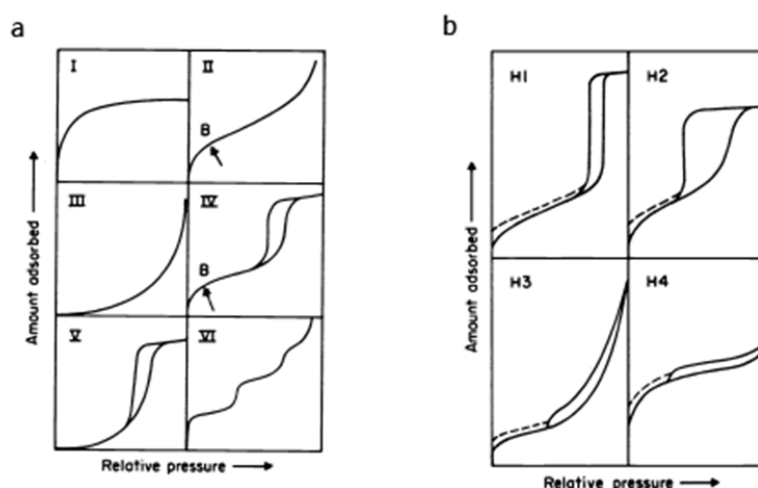 a
b
I
II
B
III
IV
B
V
VI
Amount adsorbed
Relative pressure
H1
H2
H3
H4
Amount adsorbed
Relative pressure